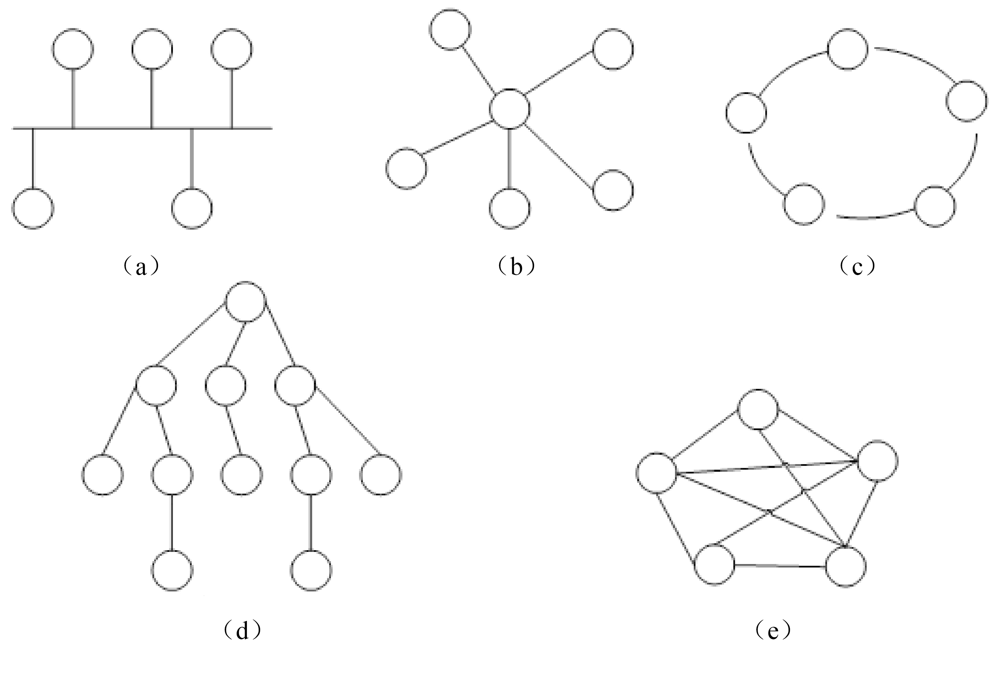 （a）
（b）
（c）
（d）
（e）